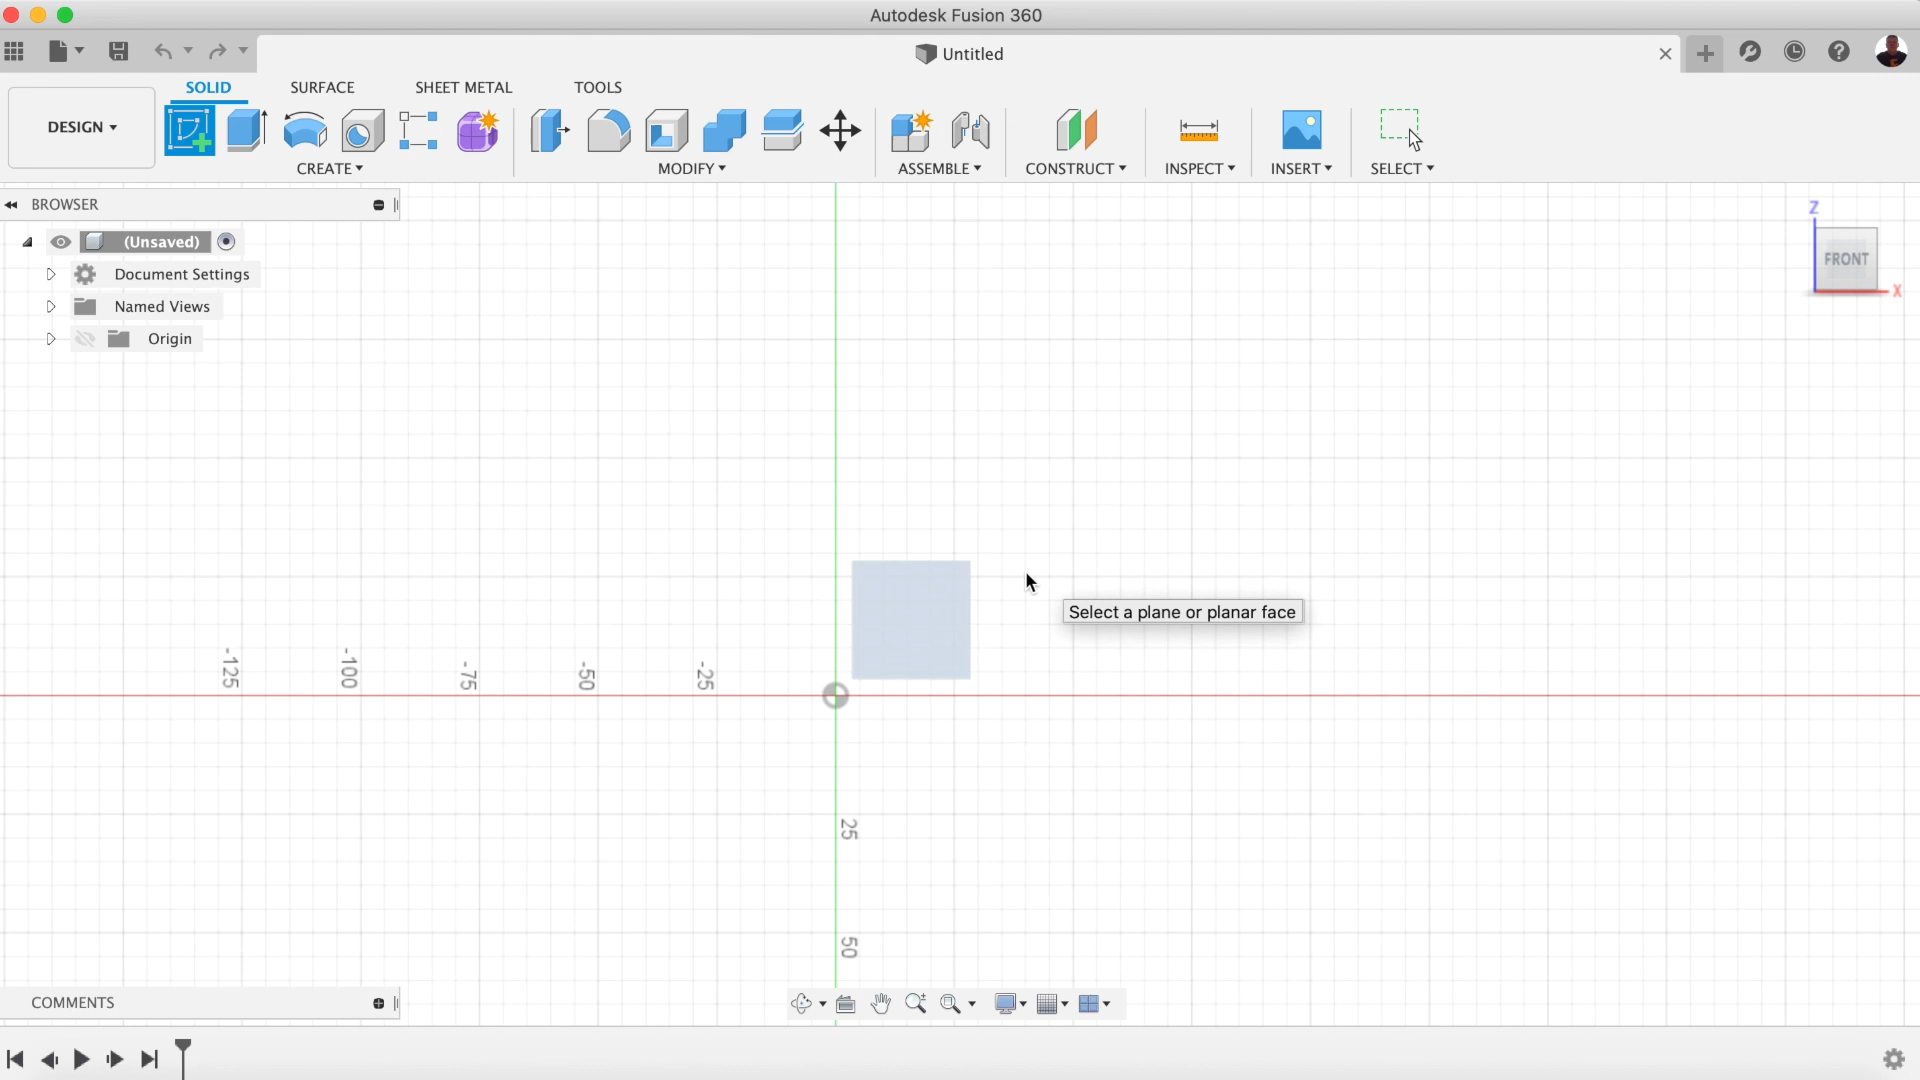 Autodesk Fusion 360
Untitled
SOLID SURFACE SHEET METAL TOOLS
DESIGN
CREATE MODIFY ASSEMBLE CONSTRUCT INSPECT INSERT SELECT
BROWSER
(Unsaved)
Document Settings
Named Views
Origin
Z
FRONT
X
Select a plane or planar face
-125 -100 -75 -50 -25
25
50
COMMENTS